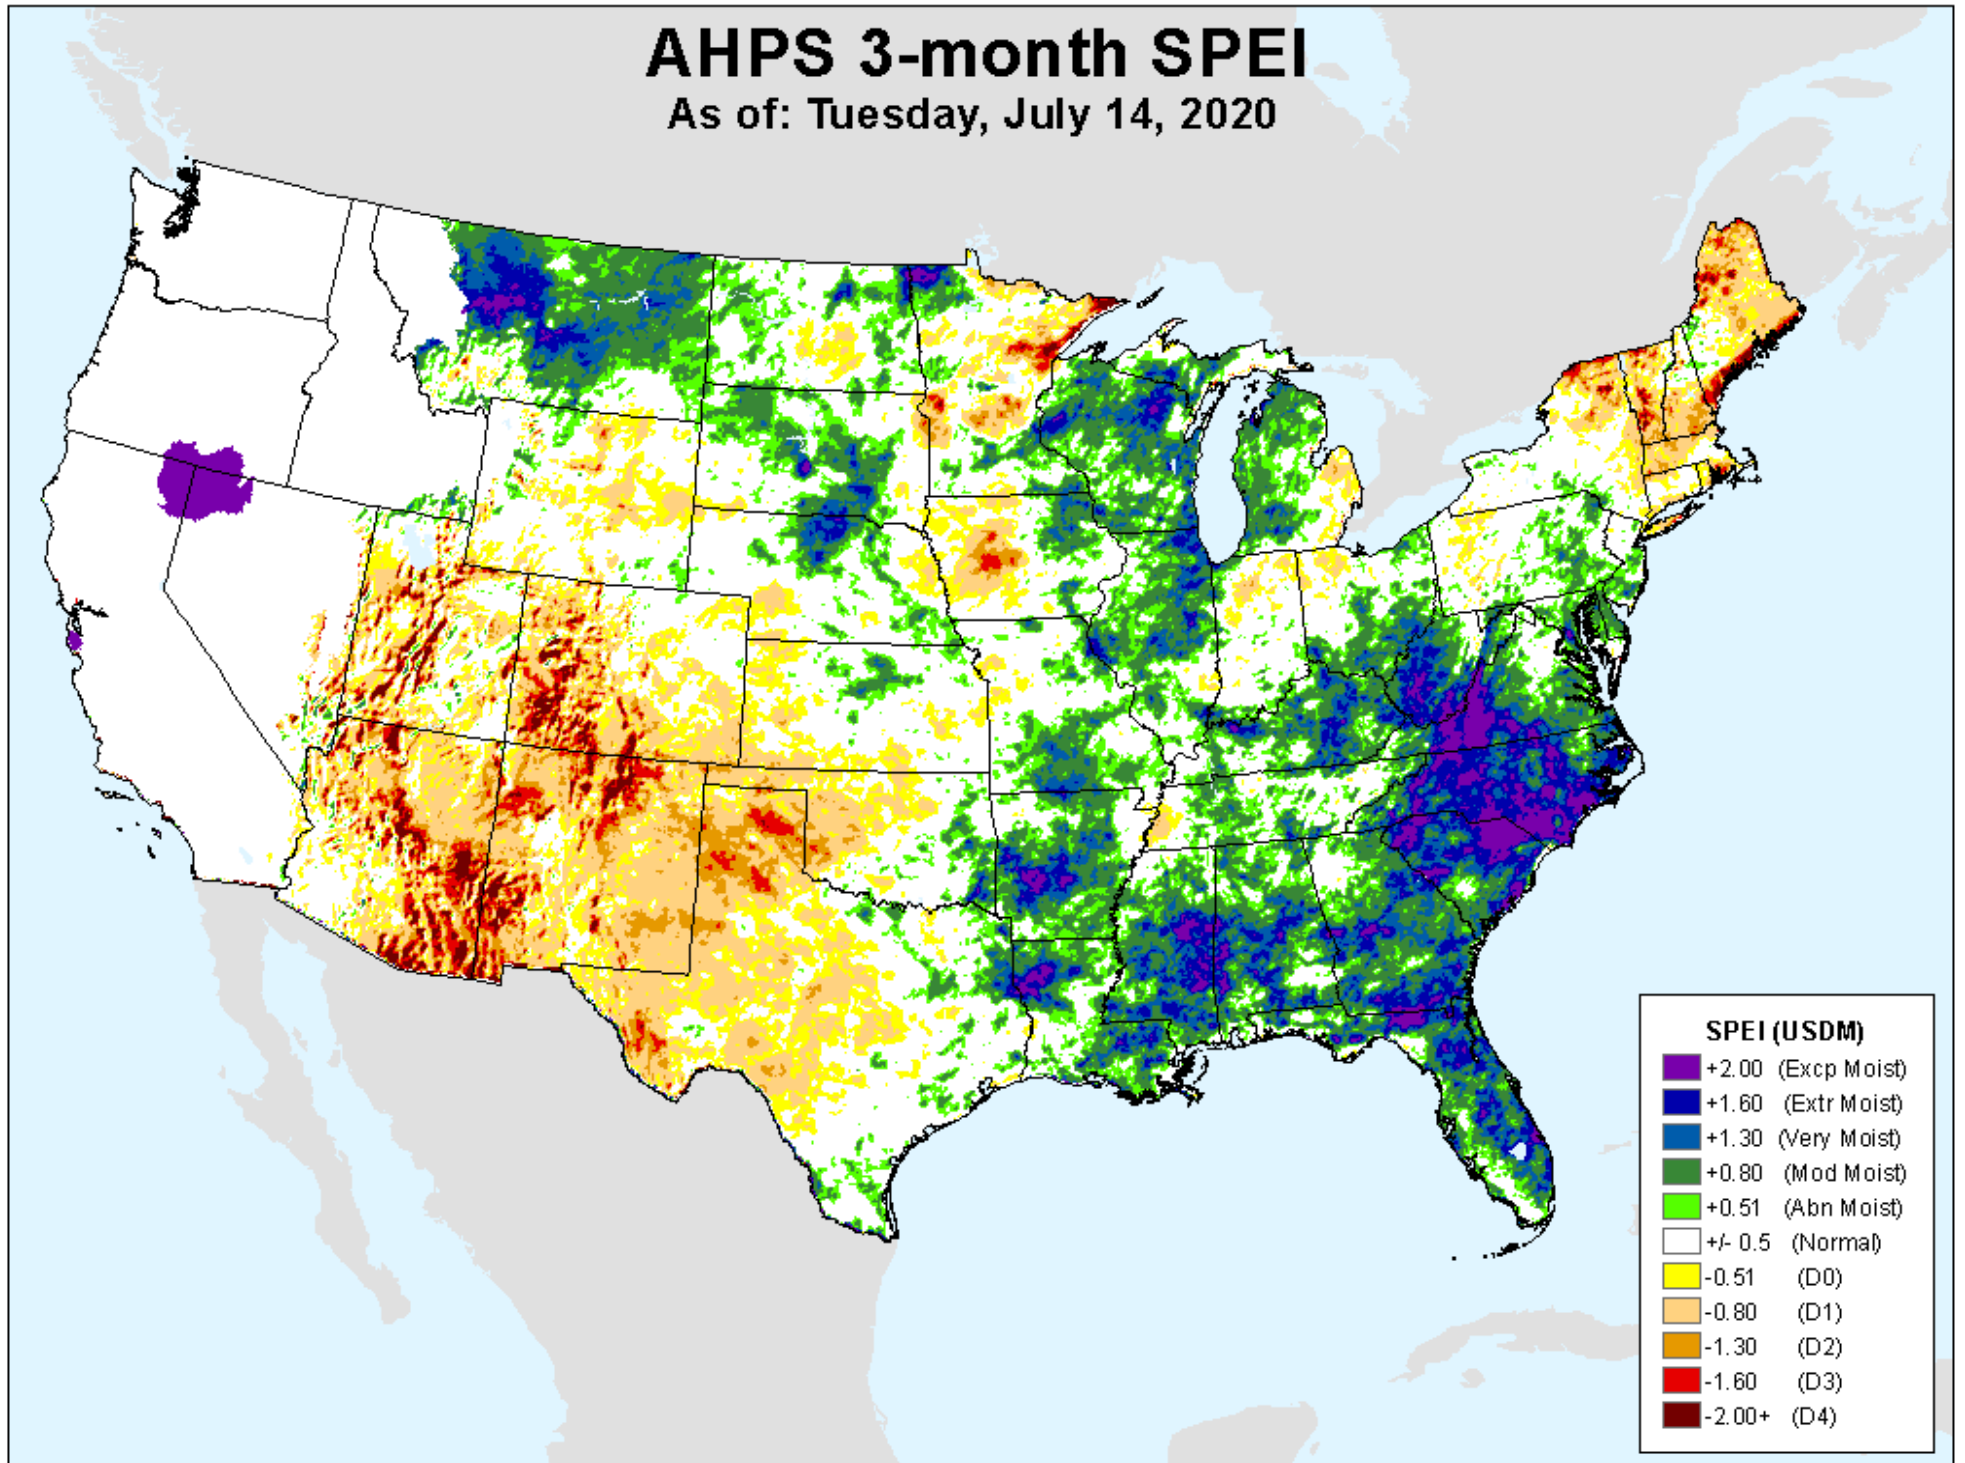 AHPS 3-month SPEI
As of: Tuesday, July 14, 2020
SPEI (USDM)
+2.00 (Excp Moist)
+1.60 (Extr Moist)
+1.30 (Very Moist)
+0.80 (Mod Moist)
+0.51 (Abn Moist)
+/- 0.5 (Normal)
-0.51 (D0)
-0.80 (D1)
-1.30 (D2)
-1.60 (D3)
-2.00+ (D4)